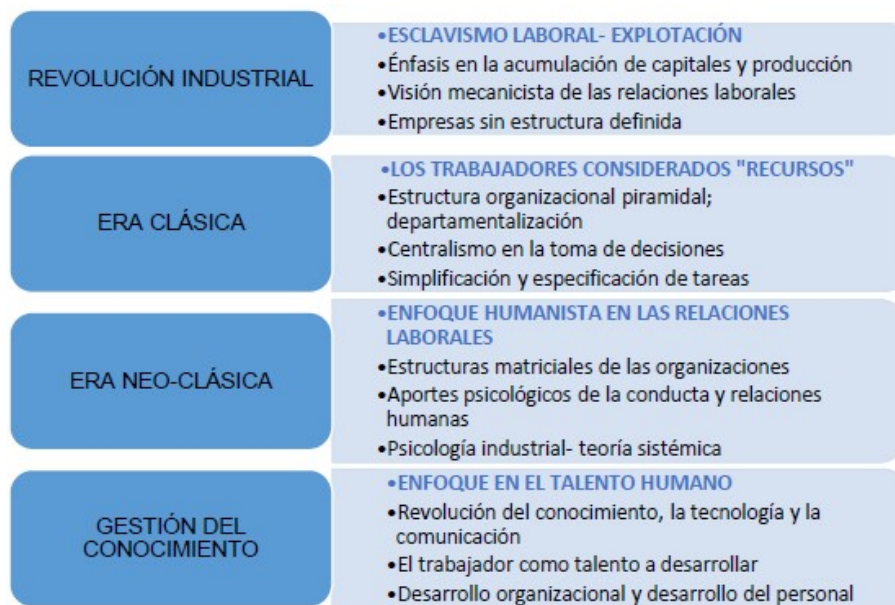 REVOLUCIÓN INDUSTRIAL
•ESCLAVISMO LABORAL- EXPLOTACIÓN
•Énfasis en la acumulación de capitales y producción
•Visión mecanicista de las relaciones laborales
•Empresas sin estructura definida
ERA CLÁSICA
•LOS TRABAJADORES CONSIDERADOS "RECURSOS"
•Estructura organizacional piramidal;
departamentalización
•Centralismo en la toma de decisiones
•Simplificación y especificación de tareas
ERA NEO-CLÁSICA
•ENFOQUE HUMANISTA EN LAS RELACIONES
LABORALES
•Estructuras matriciales de las organizaciones
•Aportes psicológicos de la conducta y relaciones
humanas
•Psicología industrial- teoría sistémica
GESTIÓN DEL
CONOCIMIENTO
•ENFOQUE EN EL TALENTO HUMANO
•Revolución del conocimiento, la tecnología y la
comunicación
•El trabajador como talento a desarrollar
•Desarrollo organizacional y desarrollo del personal